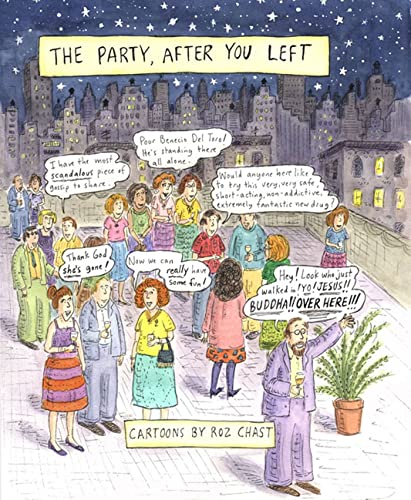 THE PARTY, AFTER YOU LEFT
Poor Benecio Del Toro!
He's standing there
all alone.
I have the most
scandalous piece of
gossip to share.
Would anyone here like
to try this very, very safe,
short-acting, non-addictive,
extremely fantastic new drug?
Thank God
she's gone!
Now we can
really have
some fun!
Hey! Look who just
walked in! YO! JESUS!!
BUDDHA!! OVER HERE!!!
CARTOONS BY ROZ CHAST